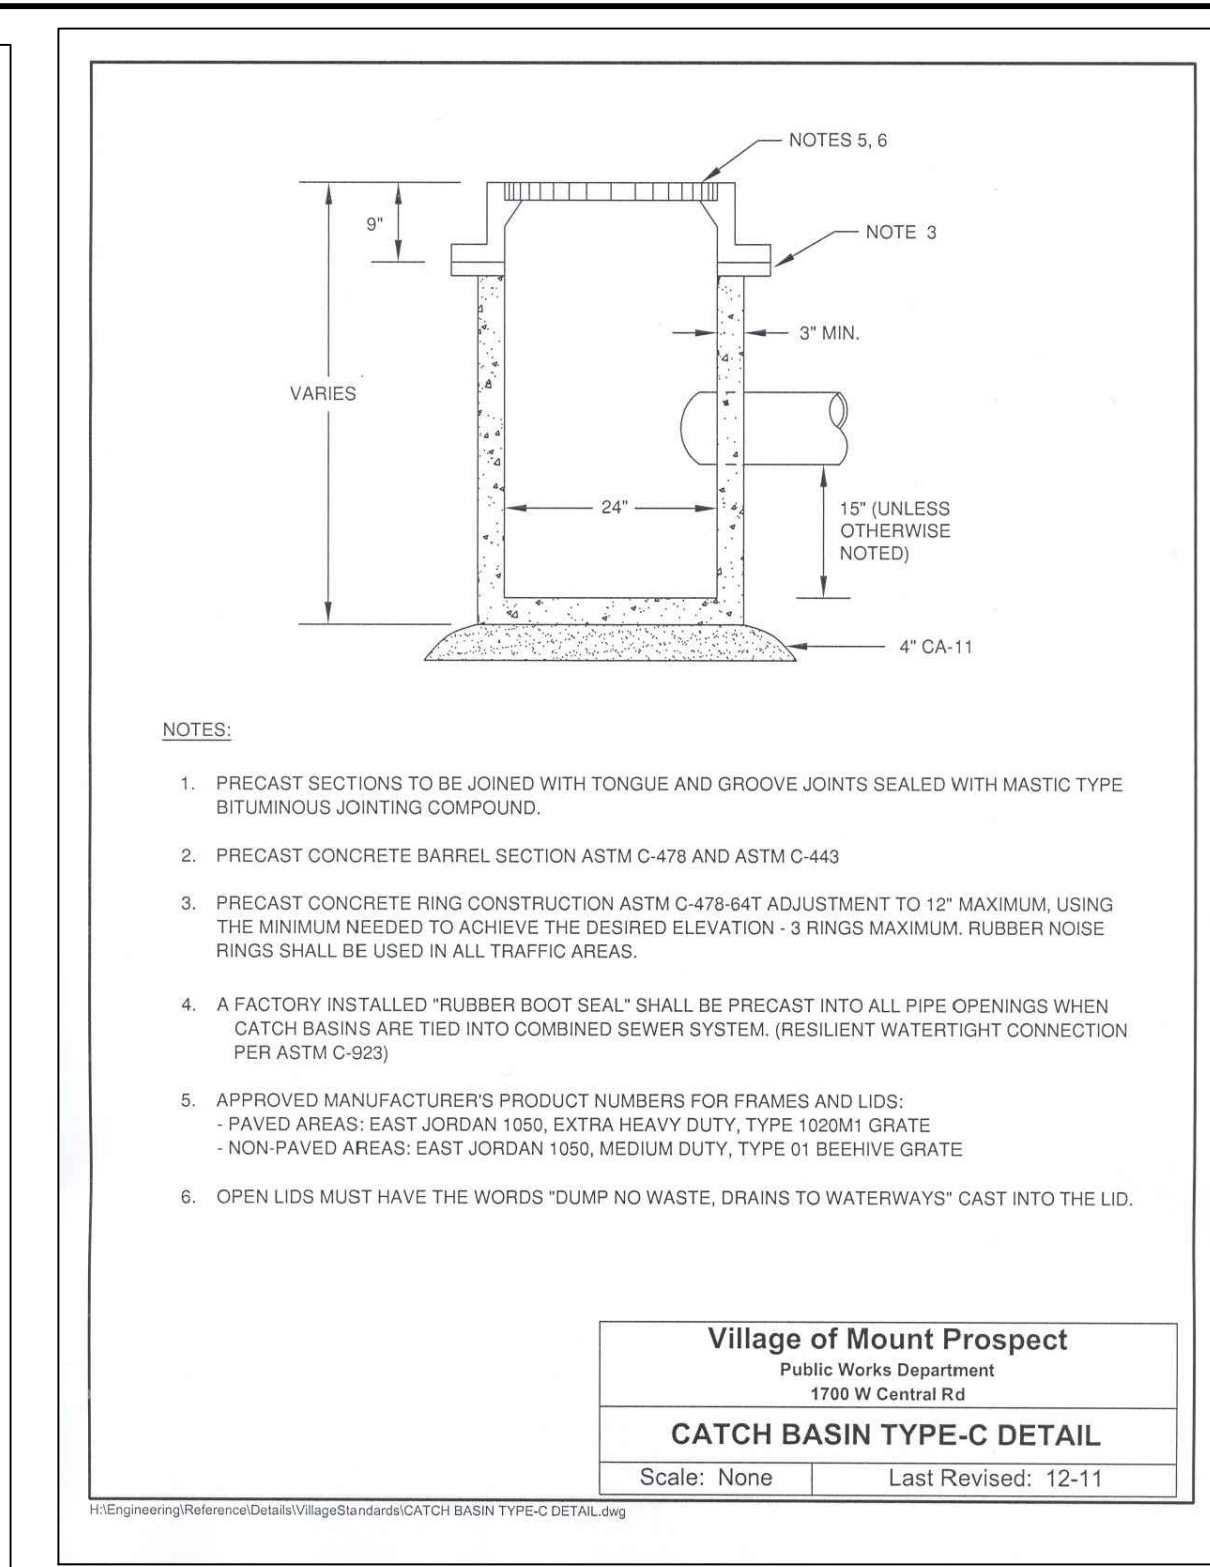 NOTES 5, 6
9"
NOTE 3
3" MIN.
VARIES
24"
15" (UNLESS
OTHERWISE
NOTED)
4" CA-11
NOTES:
1. PRECAST SECTIONS TO BE JOINED WITH TONGUE AND GROOVE JOINTS SEALED WITH MASTIC TYPE
BITUMINOUS JOINTING COMPOUND.
2. PRECAST CONCRETE BARREL SECTION ASTM C-478 AND ASTM C-443
3. PRECAST CONCRETE RING CONSTRUCTION ASTM C-478-64T ADJUSTMENT TO 12" MAXIMUM, USING
THE MINIMUM NEEDED TO ACHIEVE THE DESIRED ELEVATION - 3 RINGS MAXIMUM. RUBBER NOISE
RINGS SHALL BE USED IN ALL TRAFFIC AREAS.
4. A FACTORY INSTALLED "RUBBER BOOT SEAL" SHALL BE PRECAST INTO ALL PIPE OPENINGS WHEN
CATCH BASINS ARE TIED INTO COMBINED SEWER SYSTEM. (RESILIENT WATERTIGHT CONNECTION
PER ASTM C-923)
5. APPROVED MANUFACTURER'S PRODUCT NUMBERS FOR FRAMES AND LIDS:
- PAVED AREAS: EAST JORDAN 1050, EXTRA HEAVY DUTY, TYPE 1020M1 GRATE
- NON-PAVED AREAS: EAST JORDAN 1050, MEDIUM DUTY, TYPE 01 BEEHIVE GRATE
6. OPEN LIDS MUST HAVE THE WORDS "DUMP NO WASTE, DRAINS TO WATERWAYS" CAST INTO THE LID.
Village of Mount Prospect
Public Works Department
1700 W Central Rd
CATCH BASIN TYPE-C DETAIL
Scale: None Last Revised: 12-11
H:\Engineering\Reference\Details\VillageStandards\CATCH BASIN TYPE-C DETAIL.dwg